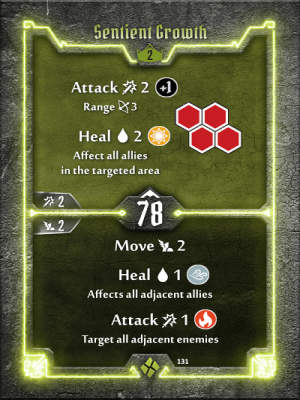 Sentient Growth
2
Attack 2 +1
Range 3
Heal 2
Affect all allies
in the targeted area
2
78
2
Move 2
Heal 1
Affects all adjacent allies
Attack 1
Target all adjacent enemies
131